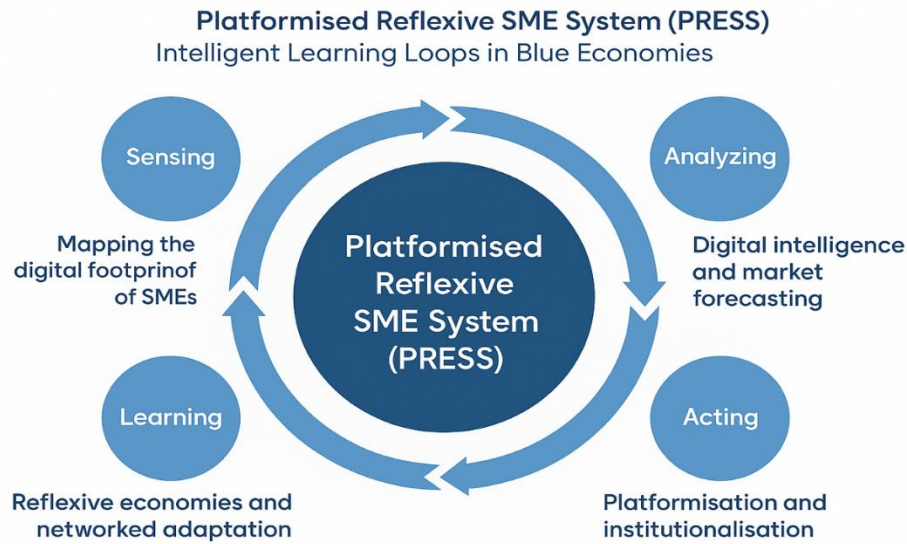 Platformised Reflexive SME System (PRESS)
Intelligent Learning Loops in Blue Economies
Sensing
Mapping the
digital footprinof
of SMEs
Analyzing
Digital intelligence
and market
forecasting
Platformised
Reflexive
SME System
(PRESS)
Learning
Reflexive economies and
networked adaptation
Acting
Platformisation and
institutionalisation